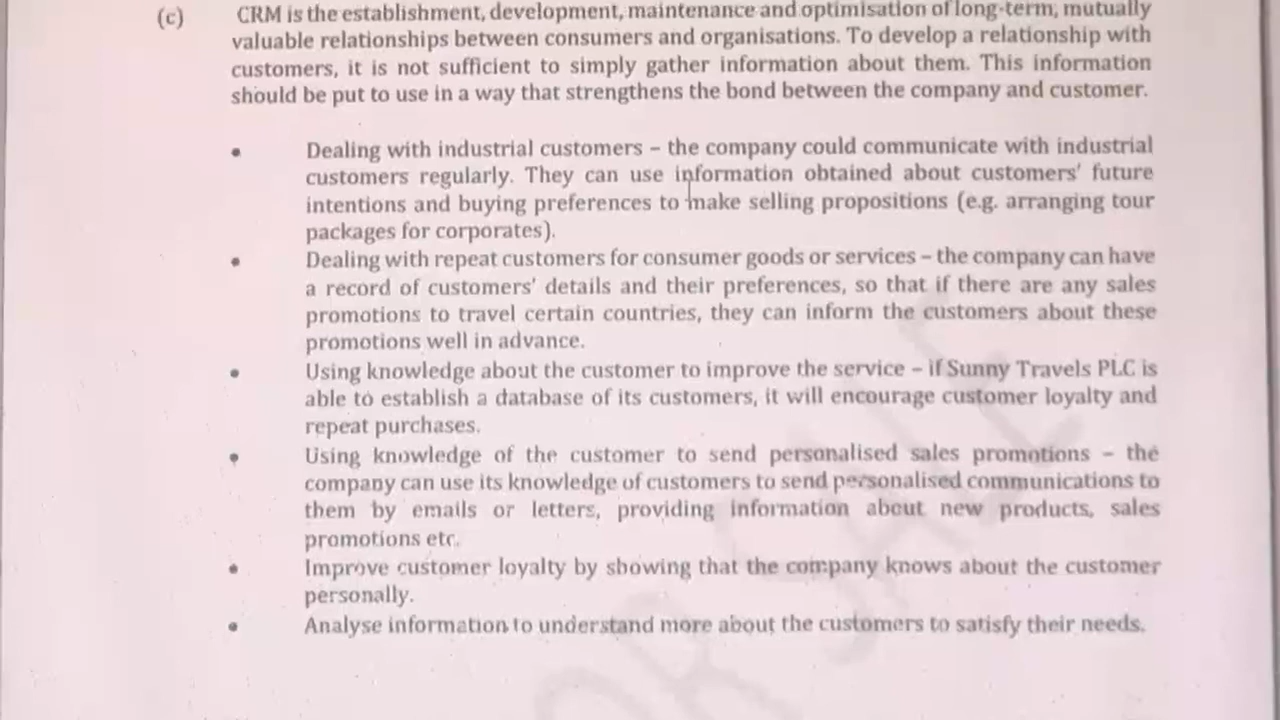 (c) CRM is the establishment, development, maintenance and optimisation of long-term, mutually
valuable relationships between consumers and organisations. To develop a relationship with
customers, it is not sufficient to simply gather information about them. This information
should be put to use in a way that strengthens the bond between the company and customer.
• Dealing with industrial customers – the company could communicate with industrial
customers regularly. They can use information obtained about customers' future
intentions and buying preferences to make selling propositions (e.g. arranging tour
packages for corporates).
• Dealing with repeat customers for consumer goods or services – the company can have
a record of customers' details and their preferences, so that if there are any sales
promotions to travel certain countries, they can inform the customers about these
promotions well in advance.
• Using knowledge about the customer to improve the service – if Sunny Travels PLC is
able to establish a database of its customers, it will encourage customer loyalty and
repeat purchases.
• Using knowledge of the customer to send personalised sales promotions – the
company can use its knowledge of customers to send personalised communications to
them by emails or letters, providing information about new products, sales
promotions etc.
• Improve customer loyalty by showing that the company knows about the customer
personally.
• Analyse information to understand more about the customers to satisfy their needs.
OR SALE